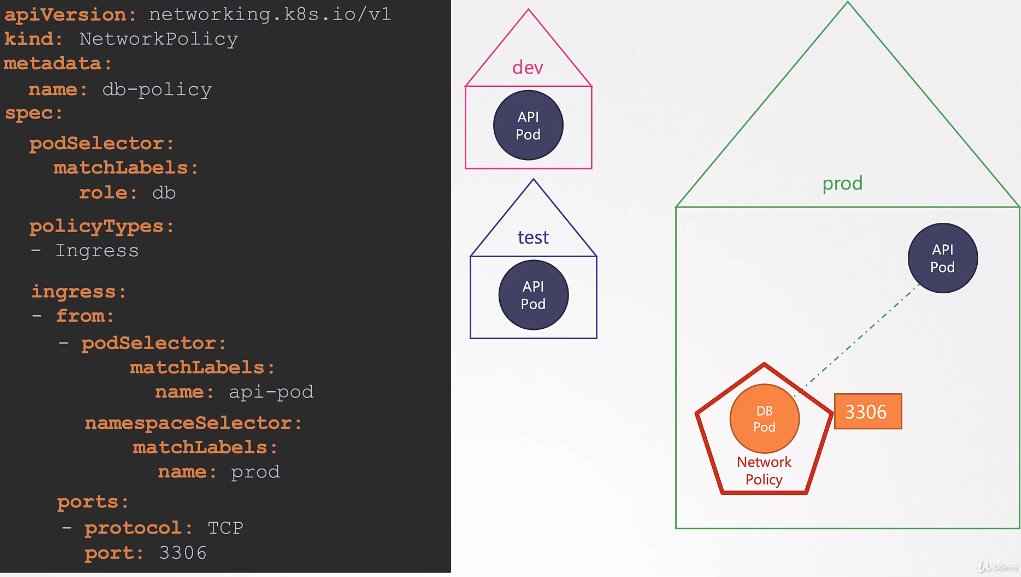 apiVersion: networking.k8s.io/v1
kind: NetworkPolicy
metadata:
name: db-policy
spec:
podSelector:
matchLabels:
role: db
policyTypes:
- Ingress
ingress:
- from:
- podSelector:
matchLabels:
name: api-pod
namespaceSelector:
matchLabels:
name: prod
ports:
- protocol: TCP
port: 3306
dev
API
Pod
test
API
Pod
prod
API
Pod
DB
Pod
Network
Policy
3306
Udemy